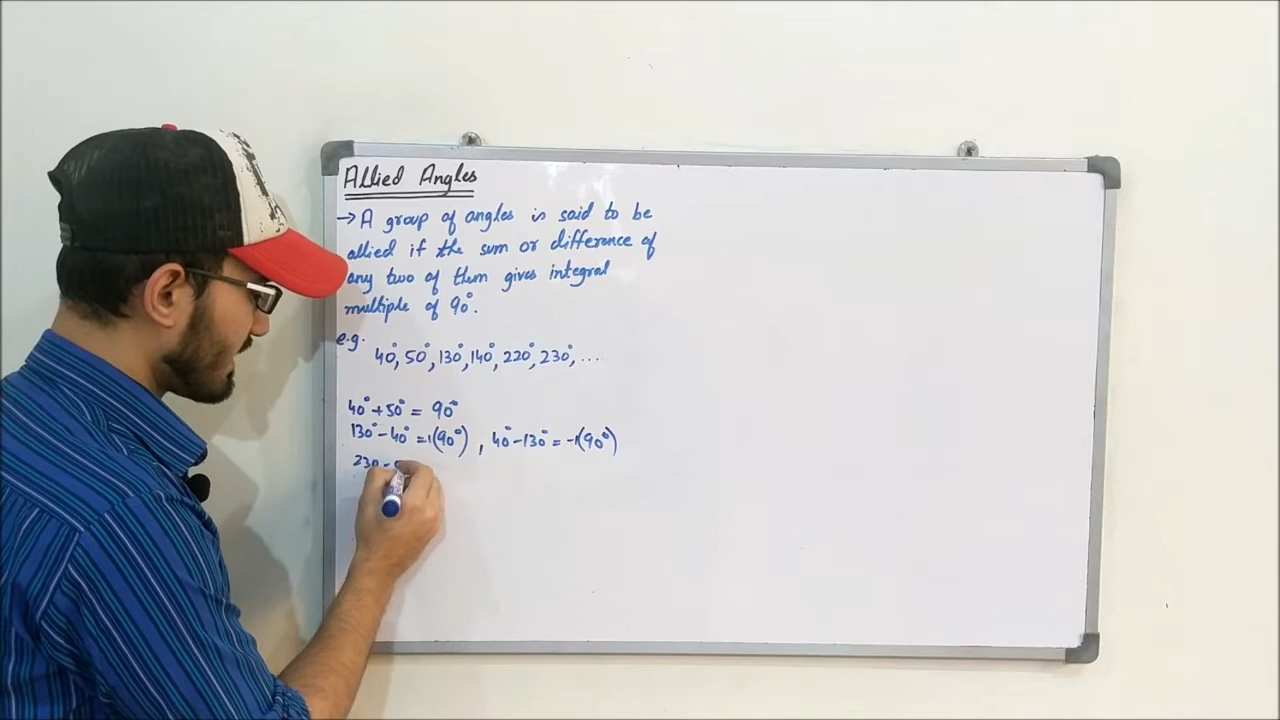 Allied Angles
→ A group of angles is said to be
allied if the sum or difference of
any two of them gives integral
multiple of 90°.
e.g.
40°, 50°, 130°, 140°, 220°, 230°, ...
40° + 50° = 90°
130° - 40° = 1(90°) , 40° - 130° = -1(90°)
230 -